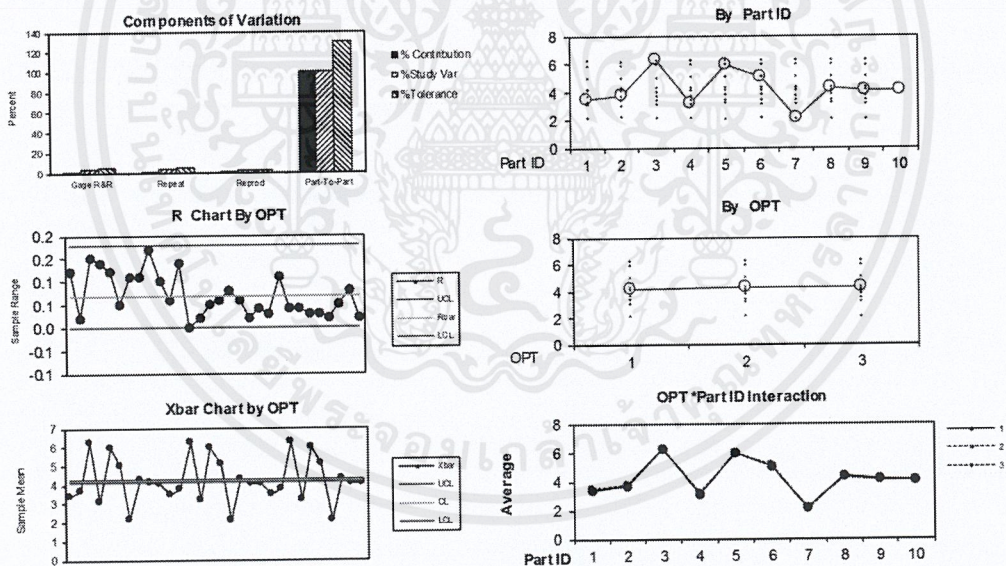 Components of Variation
140
120
100
80
60
40
20
0
Percent
Gage R&R
Repeat
Reprod
Part-To-Part
% Contribution
%Study Var
%Tolerance
By Part ID
8
6
4
2
0
Part ID
1 2 3 4 5 6 7 8 9 10
R Chart By OPT
0.2
0.2
0.1
0.1
0.0
-0.1
-0.1
Sample Range
R
UCL
Rbar
LCL
By OPT
8
6
4
2
0
OPT
1 2 3
Xbar Chart by OPT
7
6
5
4
3
2
1
0
Sample Mean
Xbar
UCL
CL
LCL
OPT *Part ID Interaction
8
6
4
2
0
Average
Part ID
1 2 3 4 5 6 7 8 9 10
1
2
3